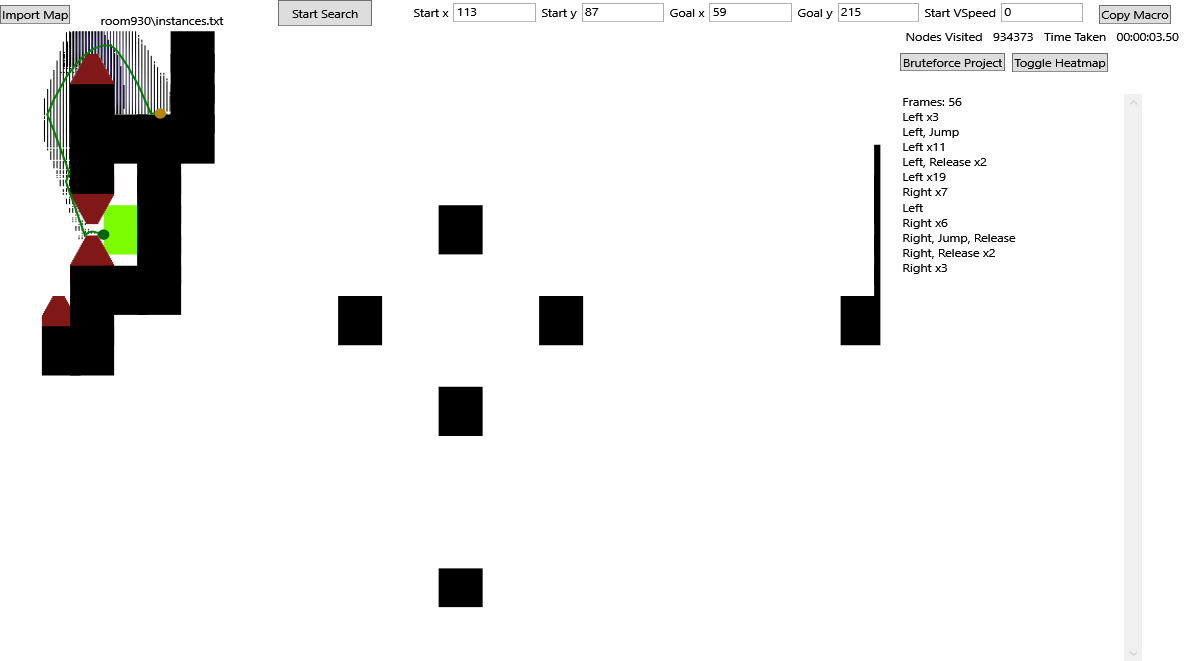 Import Map
room930\instances.txt
Start Search
Start x 113 Start y 87 Goal x 59 Goal y 215 Start VSpeed 0
Copy Macro
Nodes Visited 934373 Time Taken 00:00:03.50
Bruteforce Project Toggle Heatmap
Frames: 56
Left x3
Left, Jump
Left x11
Left, Release x2
Left x19
Right x7
Left
Right x6
Right, Jump, Release
Right, Release x2
Right x3